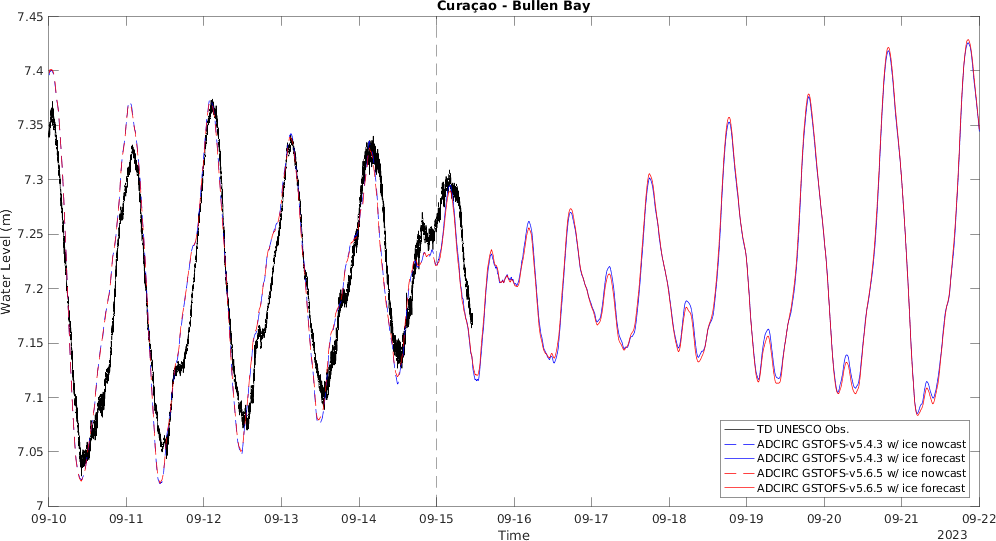 Curaçao - Bullen Bay
7.45
7.4
7.35
7.3
7.25
7.2
7.15
7.1
7.05
7
Water Level (m)
TD UNESCO Obs.
ADCIRC GSTOFS-v5.4.3 w/ ice nowcast
ADCIRC GSTOFS-v5.4.3 w/ ice forecast
ADCIRC GSTOFS-v5.6.5 w/ ice nowcast
ADCIRC GSTOFS-v5.6.5 w/ ice forecast
09-10 09-11 09-12 09-13 09-14 09-15 09-16 09-17 09-18 09-19 09-20 09-21 09-22
Time
2023